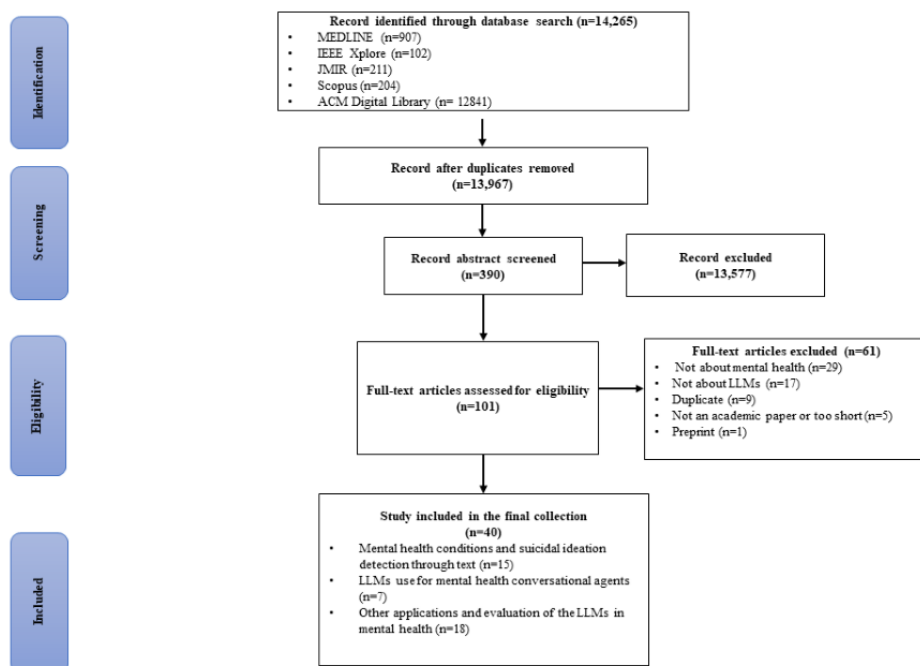 Identification
Record identified through database search (n=14,265)
• MEDLINE (n=907)
• IEEE Xplore (n=102)
• JMIR (n=211)
• Scopus (n=204)
• ACM Digital Library (n= 12841)
Record after duplicates removed
(n=13,967)
Screening
Record abstract screened
(n=390)
Record excluded
(n=13,577)
Eligibility
Full-text articles assessed for eligibility
(n=101)
Full-text articles excluded (n=61)
• Not about mental health (n=29)
• Not about LLMs (n=17)
• Duplicate (n=9)
• Not an academic paper or too short (n=5)
• Preprint (n=1)
Included
Study included in the final collection
(n=40)
• Mental health conditions and suicidal ideation
detection through text (n=15)
• LLMs use for mental health conversational agents
(n=7)
• Other applications and evaluation of the LLMs in
mental health (n=18)